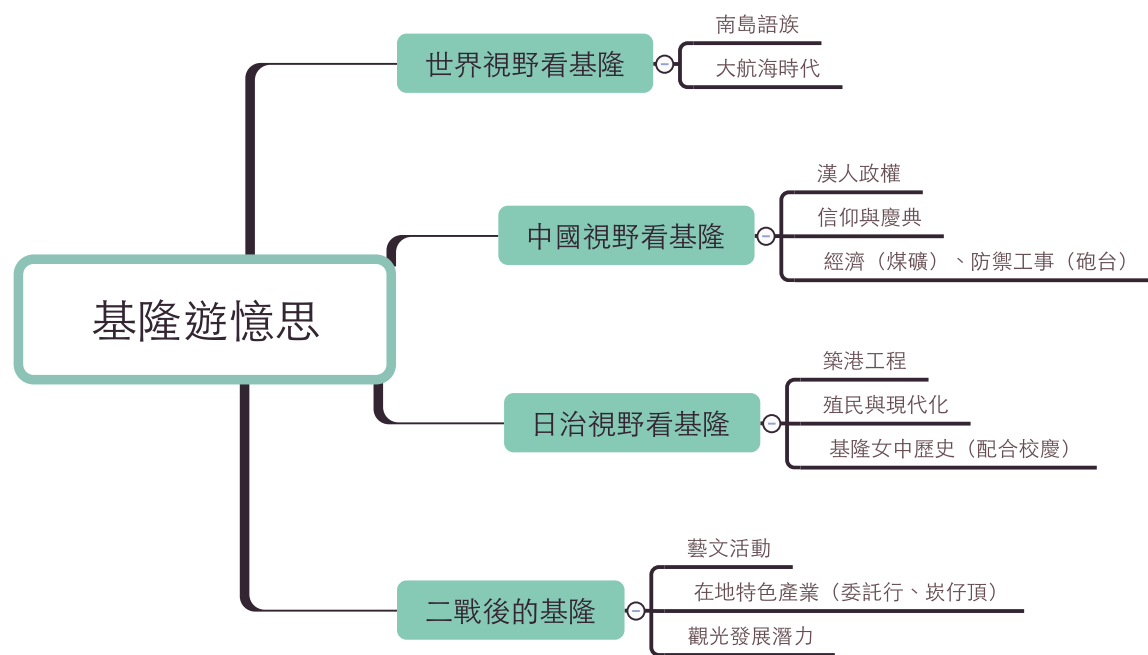 基隆遊憶思
世界視野看基隆
南島語族
大航海時代
中國視野看基隆
漢人政權
信仰與慶典
經濟（煤礦）、防禦工事（砲台）
日治視野看基隆
築港工程
殖民與現代化
基隆女中歷史（配合校慶）
二戰後的基隆
藝文活動
在地特色產業（委託行、崁仔頂）
觀光發展潛力